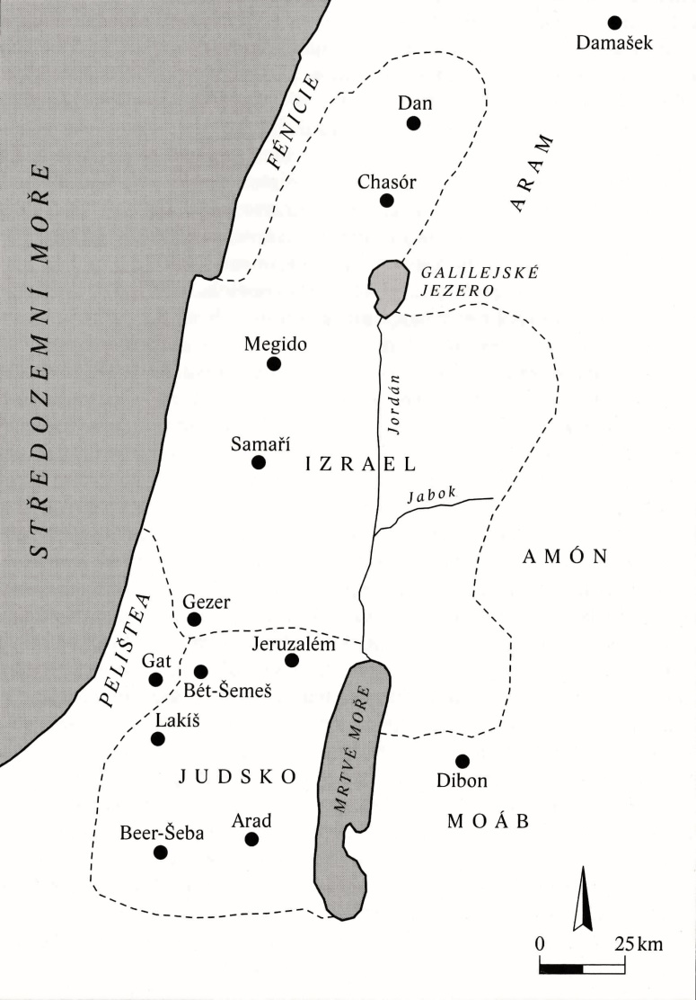 Damašek
FÉNICIE
Dan
ARAM
Chasór
STŘEDOZEMNÍ MOŘE
GALILEJSKÉ
JEZERO
Megido
Jordán
Samaří
IZRAEL
Jabok
AMÓN
PELIŠTEA
Gezer
Jeruzalém
Gat
Bét-Šemeš
Lakíš
MRTVÉ MOŘE
JUDSKO
Dibon
MOÁB
Arad
Beer-Šeba
0 25 km